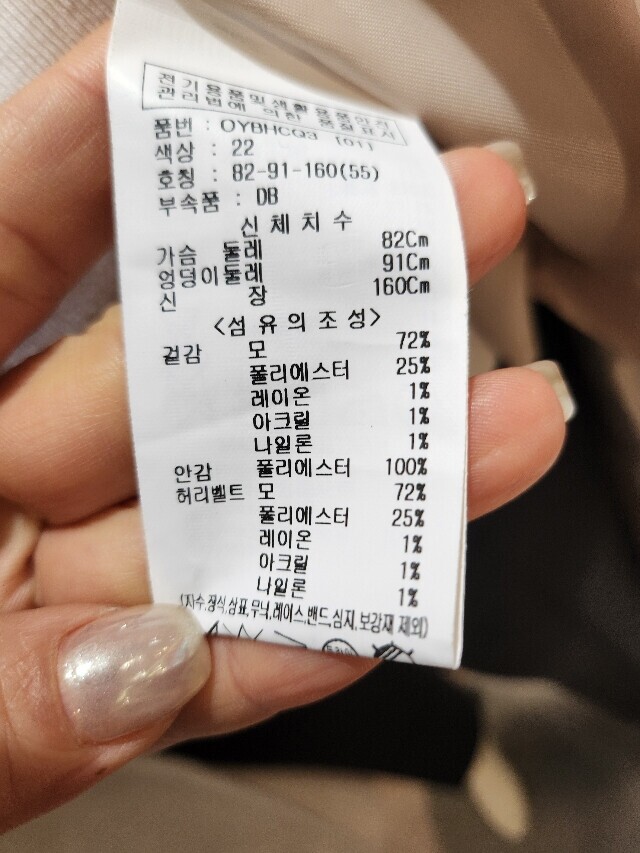 전기용품및생활용품안전
관리법에 의한 품질표시
품번 : OYBHCQ3 [01]
색상 : 22
호칭 : 82-91-160(55)
부속품 : DB
신체치수
가슴 둘레 82Cm
엉덩이둘레 91Cm
신 장 160Cm
<섬유의조성>
겉감 모 72%
폴리에스터 25%
레이온 1%
아크릴 1%
나일론 1%
안감 폴리에스터 100%
허리벨트 모 72%
폴리에스터 25%
레이온 1%
아크릴 1%
나일론 1%
(자수,장식,상표,무늬,레이스,밴드,심지,보강재 제외)